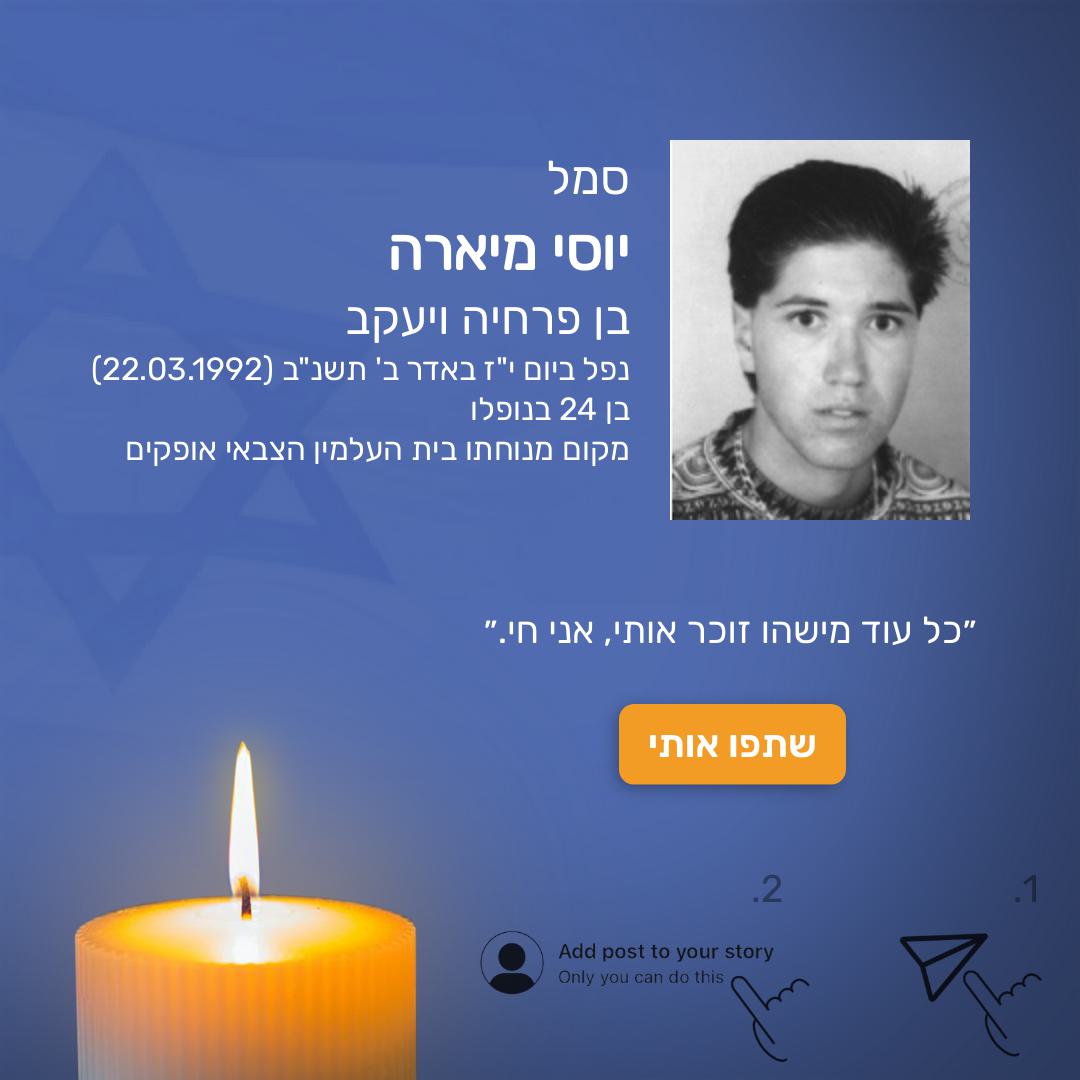 סמל
יוסי מיארה
בן פרחיה ויעקב
נפל ביום י"ז באדר ב' תשנ"ב (22.03.1992)
בן 24 בנופלו
מקום מנוחתו בית העלמין הצבאי אופקים
״כל עוד מישהו זוכר אותי, אני חי.״
שתפו אותי
1.
2.
Add post to your story
Only you can do this